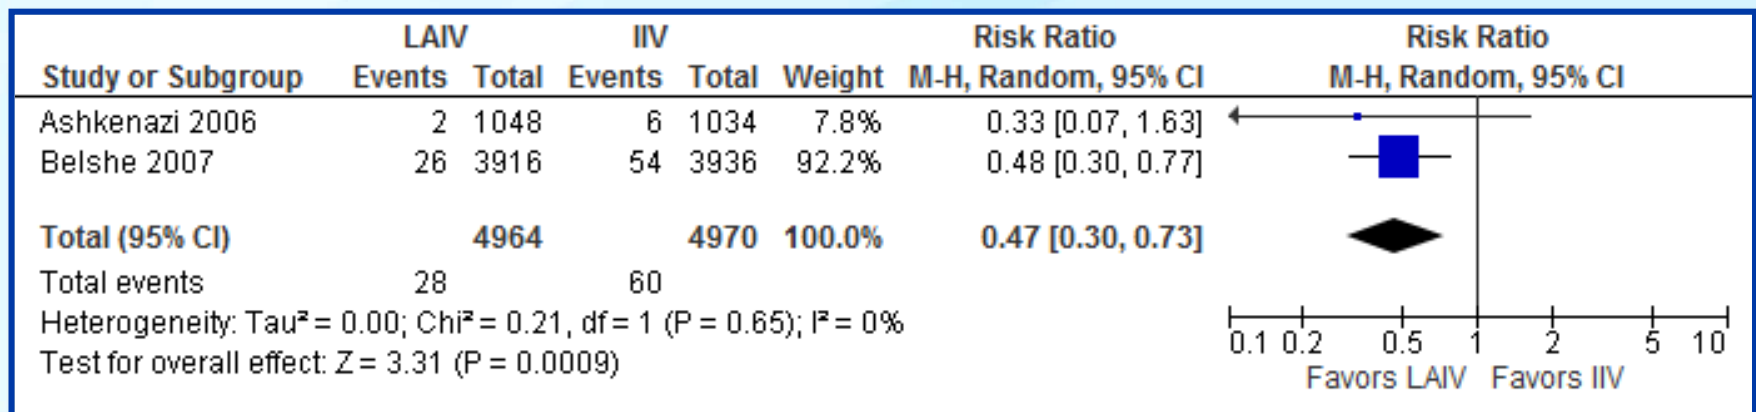 LAIV IIV Risk Ratio Risk Ratio
Study or Subgroup Events Total Events Total Weight M-H, Random, 95% CI M-H, Random, 95% CI
Ashkenazi 2006 2 1048 6 1034 7.8% 0.33 [0.07, 1.63]
Belshe 2007 26 3916 54 3936 92.2% 0.48 [0.30, 0.77]
Total (95% CI) 4964 4970 100.0% 0.47 [0.30, 0.73]
Total events 28 60
Heterogeneity: Tau² = 0.00; Chi² = 0.21, df = 1 (P = 0.65); I² = 0%
Test for overall effect: Z = 3.31 (P = 0.0009)
0.1 0.2 0.5 1 2 5 10
Favors LAIV Favors IIV